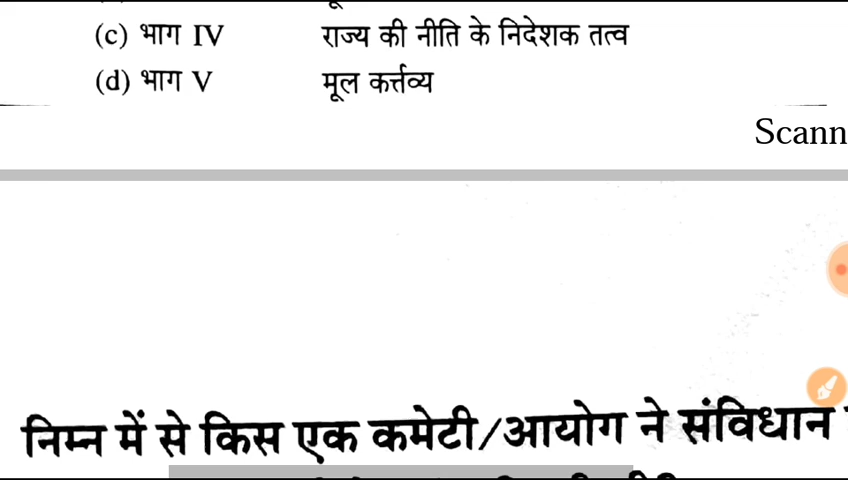 (c) भाग IV राज्य की नीति के निदेशक तत्व
(d) भाग V मूल कर्त्तव्य
Scann
निम्न में से किस एक कमेटी/आयोग ने संविधान